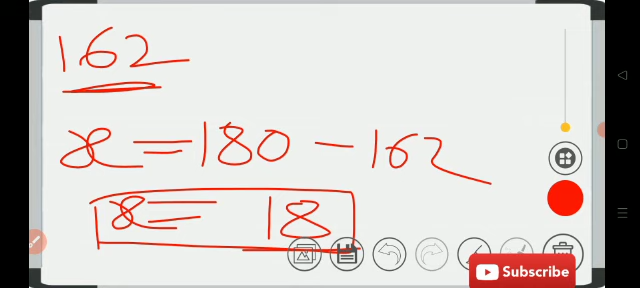 162
x = 180 - 162
x = 18
Subscribe